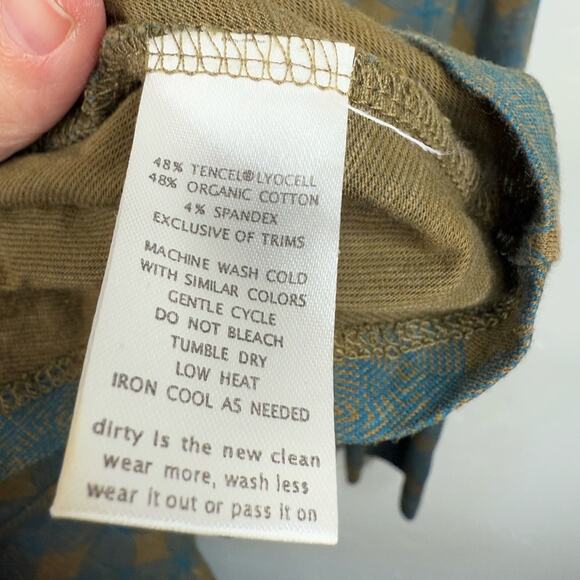 48% TENCEL®LYOCELL
48% ORGANIC COTTON
4% SPANDEX
EXCLUSIVE OF TRIMS
MACHINE WASH COLD
WITH SIMILAR COLORS
GENTLE CYCLE
DO NOT BLEACH
TUMBLE DRY
LOW HEAT
IRON COOL AS NEEDED
dirty is the new clean
wear more, wash less
wear it out or pass it on